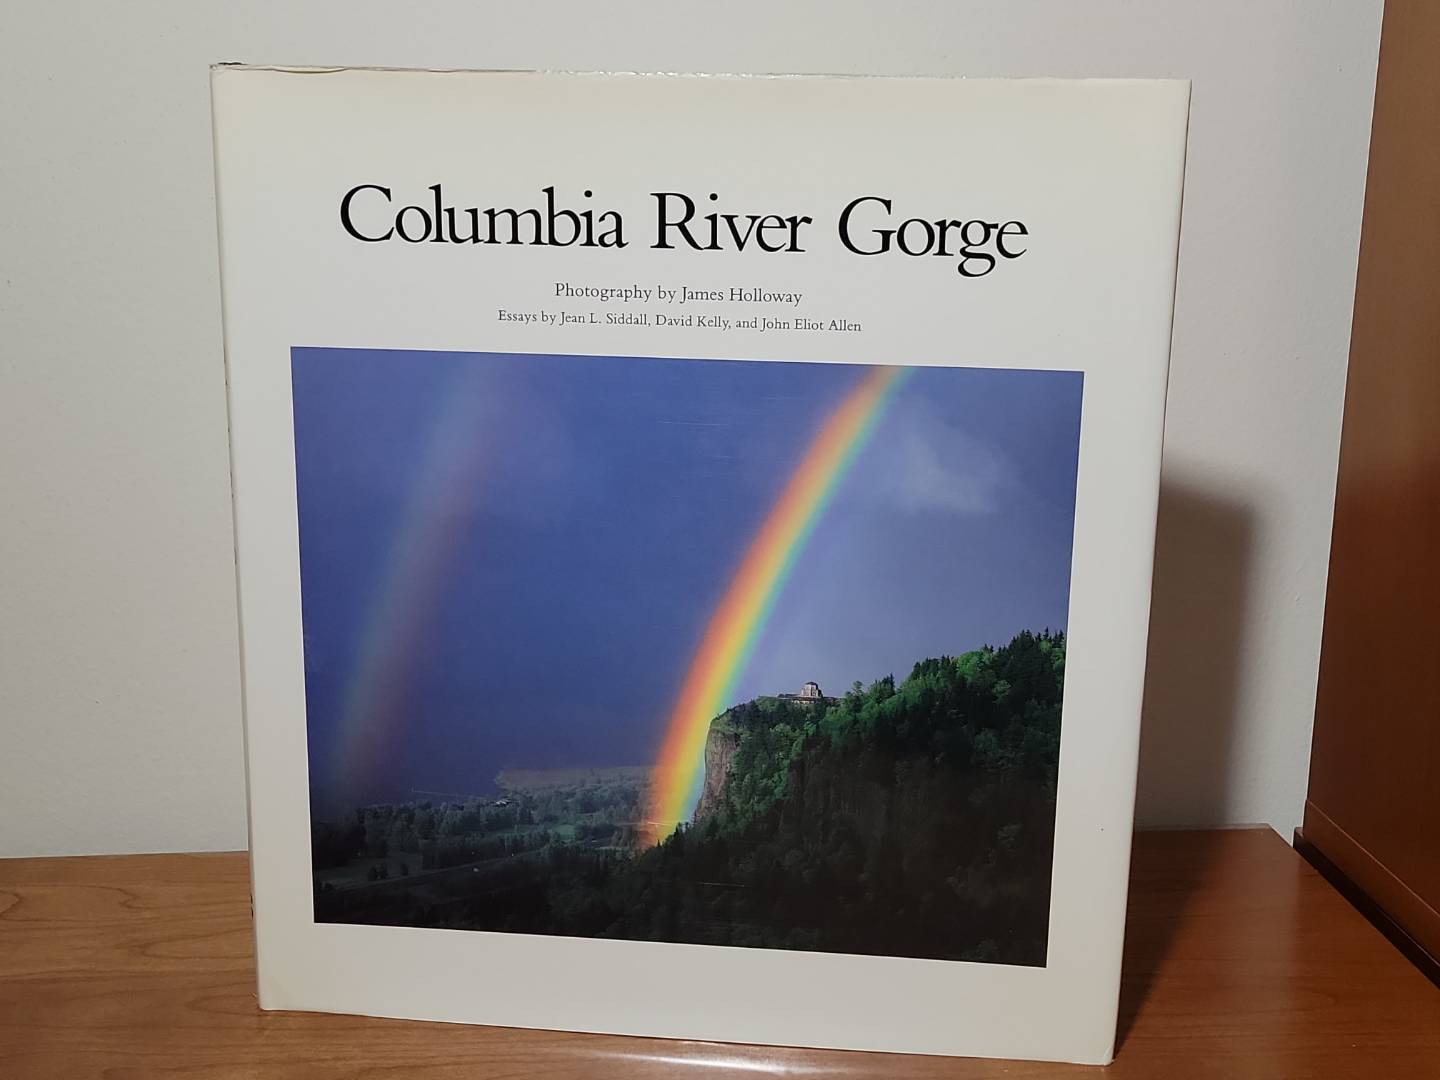 Columbia River Gorge
Photography by James Holloway
Essays by Jean L. Siddall, David Kelly, and John Eliot Allen